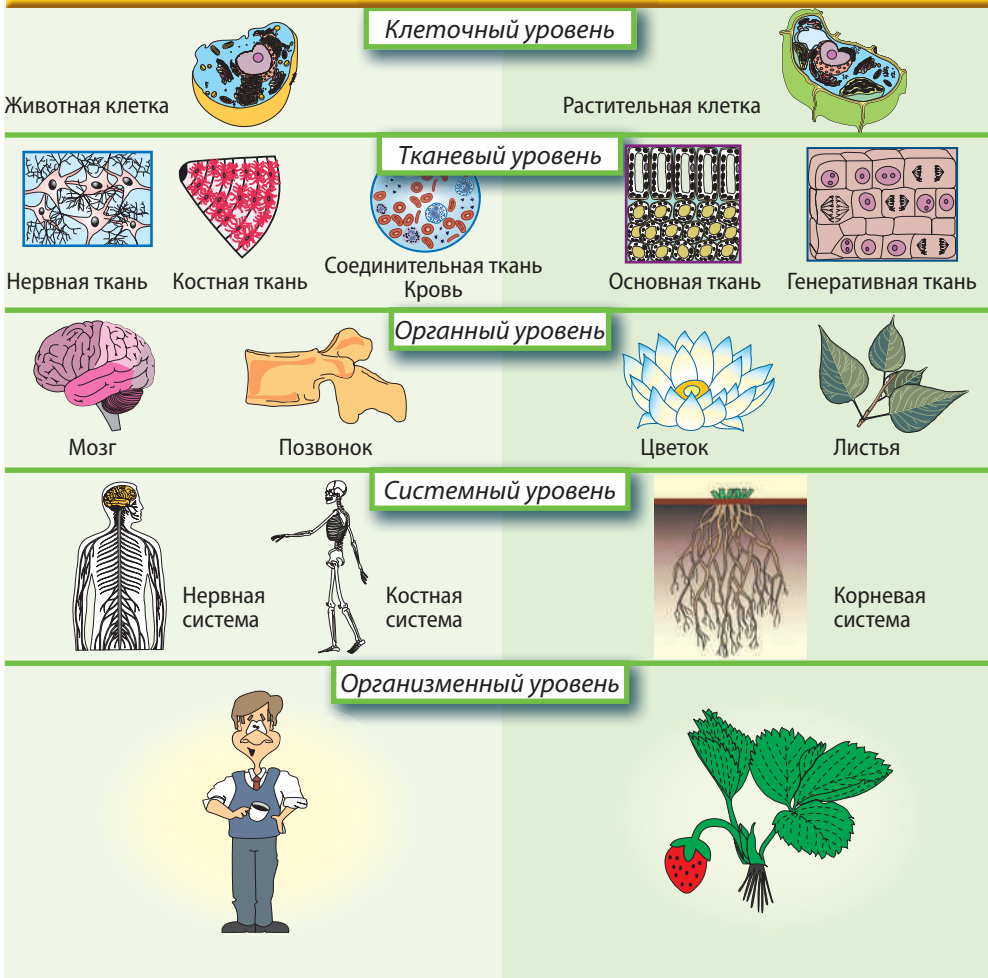 Клеточный уровень
Животная клетка
Растительная клетка
Тканевый уровень
Нервная ткань
Костная ткань
Соединительная ткань
Кровь
Основная ткань
Генеративная ткань
Органный уровень
Мозг
Позвонок
Цветок
Листья
Системный уровень
Нервная
система
Костная
система
Корневая
система
Организменный уровень